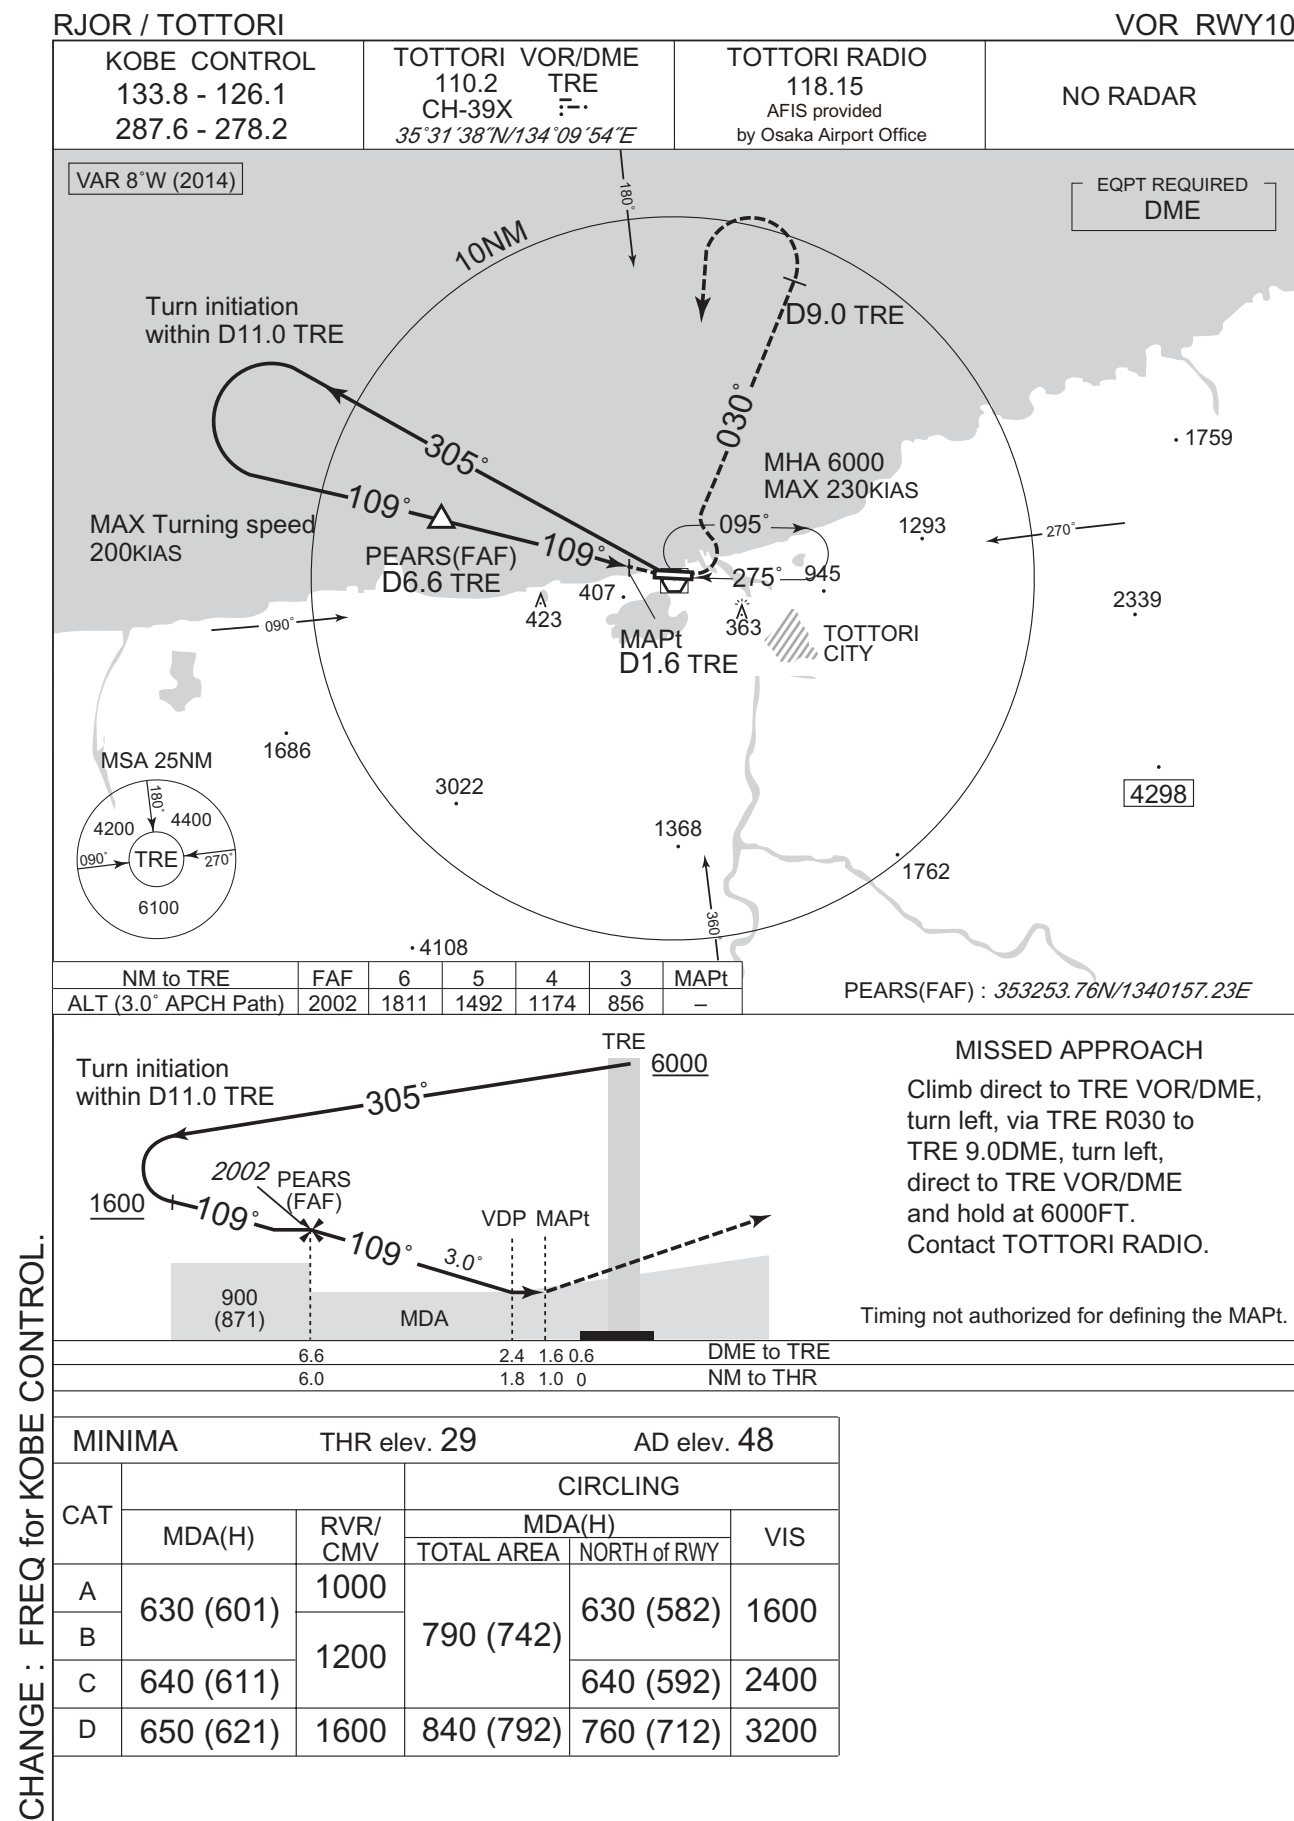 RJOR / TOTTORI
VOR RWY10
KOBE CONTROL
133.8 - 126.1
287.6 - 278.2
TOTTORI VOR/DME
110.2 TRE
CH-39X
35˚31´38˝N/134˚09´54˝E
TOTTORI RADIO
118.15
AFIS provided
by Osaka Airport Office
NO RADAR
VAR 8˚W (2014)
EQPT REQUIRED
DME
180˚
10NM
Turn initiation
within D11.0 TRE
D9.0 TRE
305˚
030˚
1759
MHA 6000
MAX 230KIAS
109˚
MAX Turning speed
200KIAS
095˚
1293
270˚
109˚
PEARS(FAF)
D6.6 TRE
275˚
945
407
423
363
2339
090˚
MAPt
D1.6 TRE
TOTTORI
CITY
1686
MSA 25NM
180˚
4200
4400
090˚
TRE
270˚
6100
3022
4298
1368
1762
360˚
4108
NM to TRE FAF 6 5 4 3 MAPt
ALT (3.0˚ APCH Path) 2002 1811 1492 1174 856 –
PEARS(FAF) : 353253.76N/1340157.23E
TRE
6000
Turn initiation
within D11.0 TRE
305˚
2002
PEARS
(FAF)
1600
109˚
109˚
3.0˚
VDP MAPt
900
(871)
MDA
6.6 2.4 1.6 0.6 DME to TRE
6.0 1.8 1.0 0 NM to THR
MISSED APPROACH
Climb direct to TRE VOR/DME,
turn left, via TRE R030 to
TRE 9.0DME, turn left,
direct to TRE VOR/DME
and hold at 6000FT.
Contact TOTTORI RADIO.
Timing not authorized for defining the MAPt.
MINIMA THR elev. 29 AD elev. 48
CAT
CIRCLING
MDA(H)
RVR/
CMV
MDA(H)
TOTAL AREA NORTH of RWY
VIS
A
B
C
D
630 (601)
640 (611)
650 (621)
1000
1200
1600
790 (742)
840 (792)
630 (582)
640 (592)
760 (712)
1600
2400
3200
CHANGE : FREQ for KOBE CONTROL.